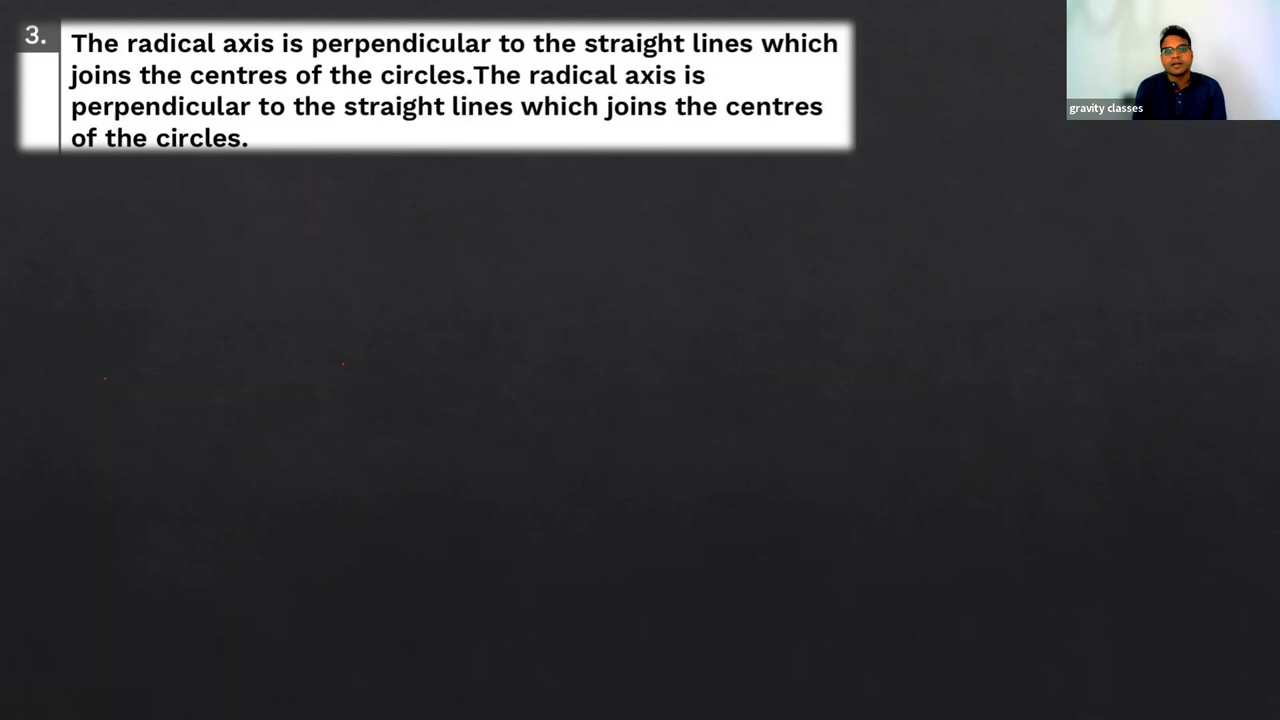 3.
The radical axis is perpendicular to the straight lines which
joins the centres of the circles.The radical axis is
perpendicular to the straight lines which joins the centres
of the circles.
gravity classes